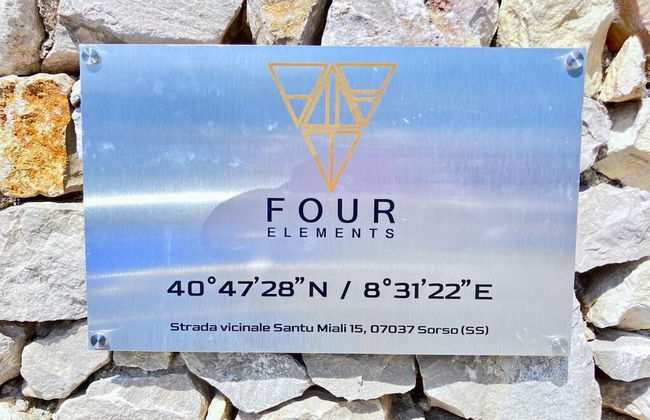 FOUR
ELEMENTS
40°47'28"N / 8°31'22"E
Strada vicinale Santu Miali 15, 07037 Sorso (SS)